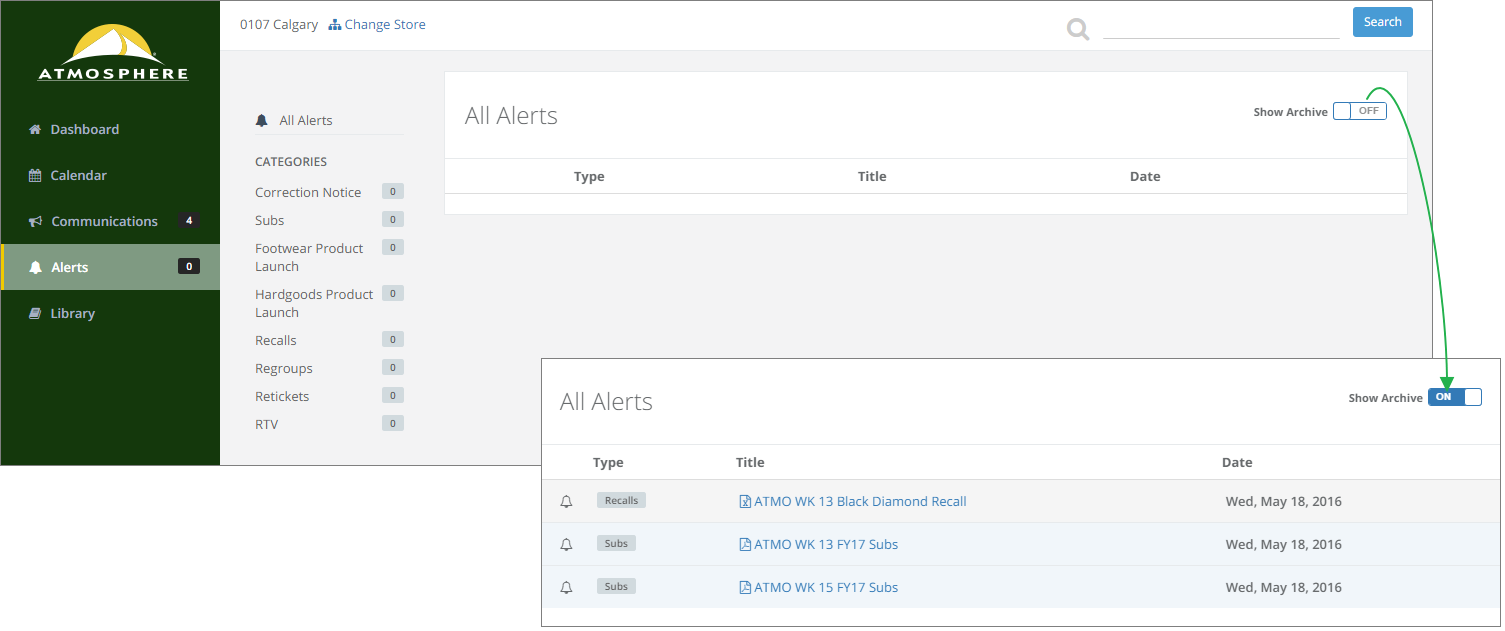 ATMOSPHERE
Dashboard
Calendar
Communications 4
Alerts 0
Library
0107 Calgary Change Store
Search
All Alerts
CATEGORIES
Correction Notice 0
Subs 0
Footwear Product 0
Launch
Hardgoods Product 0
Launch
Recalls 0
Regroups 0
Retickets 0
RTV 0
All Alerts
Show Archive OFF
Type Title Date
All Alerts
Show Archive ON
Type Title Date
Recalls ATMO WK 13 Black Diamond Recall Wed, May 18, 2016
Subs ATMO WK 13 FY17 Subs Wed, May 18, 2016
Subs ATMO WK 15 FY17 Subs Wed, May 18, 2016